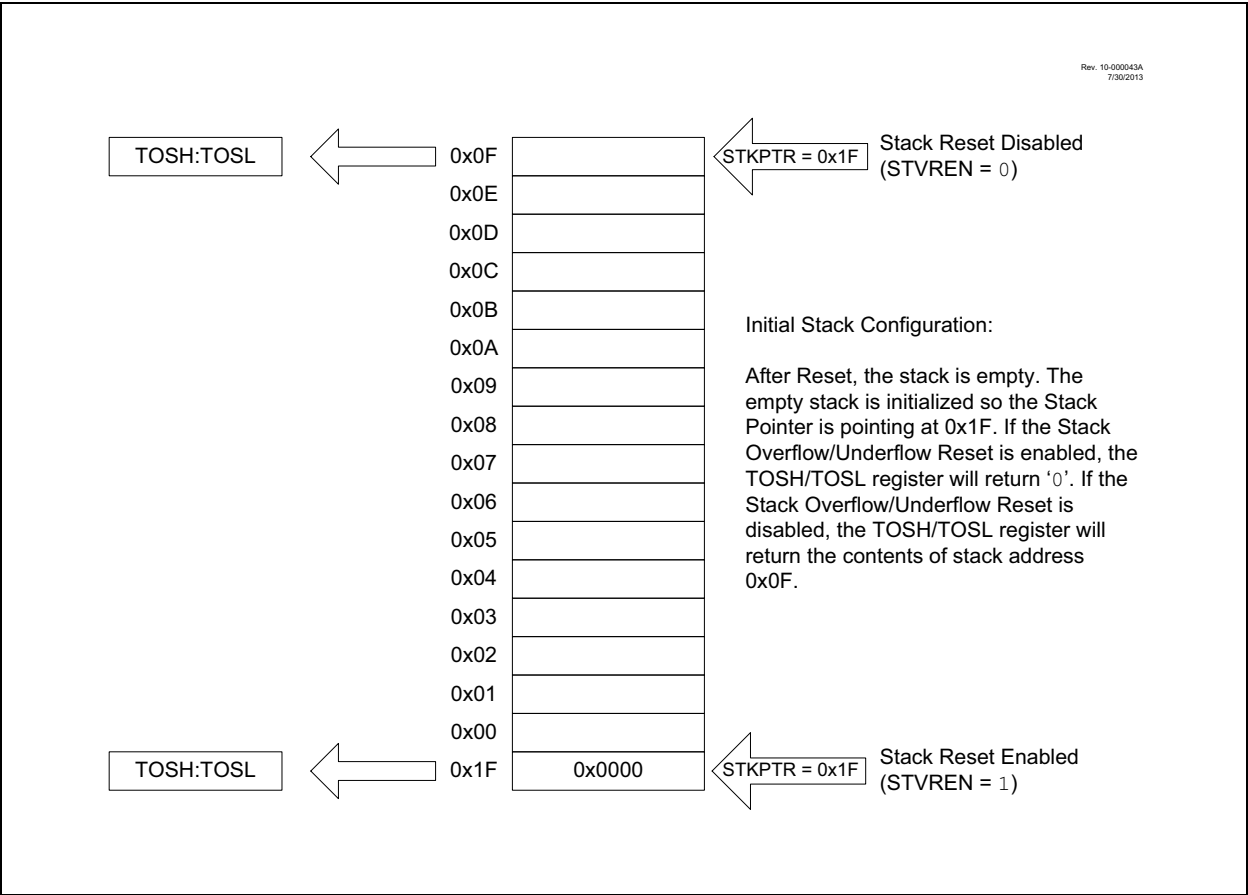 Rev. 10-000043A
7/30/2013
TOSH:TOSL
0x0F
STKPTR = 0x1F
Stack Reset Disabled
(STVREN = 0)
0x0E
0x0D
0x0C
0x0B
0x0A
0x09
0x08
0x07
0x06
0x05
0x04
0x03
0x02
0x01
0x00
Initial Stack Configuration:
After Reset, the stack is empty. The
empty stack is initialized so the Stack
Pointer is pointing at 0x1F. If the Stack
Overflow/Underflow Reset is enabled, the
TOSH/TOSL register will return ‘0’. If the
Stack Overflow/Underflow Reset is
disabled, the TOSH/TOSL register will
return the contents of stack address
0x0F.
TOSH:TOSL
0x1F
0x0000
STKPTR = 0x1F
Stack Reset Enabled
(STVREN = 1)